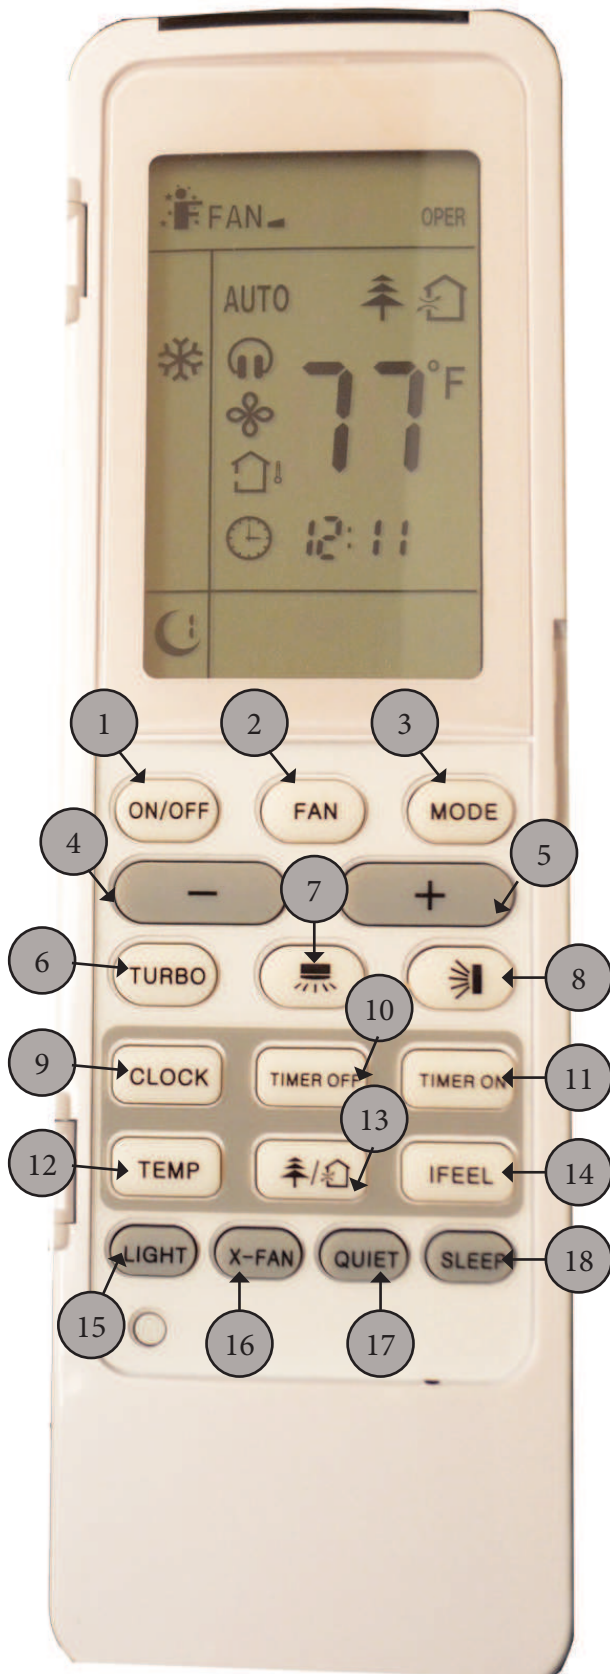 FAN OPER
AUTO
77°F
12:11
1
1 2 3
ON/OFF FAN MODE
4 7 5
- +
6 8
TURBO
10
9 11
CLOCK TIMER OFF TIMER ON
13
12 14
TEMP / IFEEL
LIGHT X-FAN QUIET SLEEP
18
15 16 17